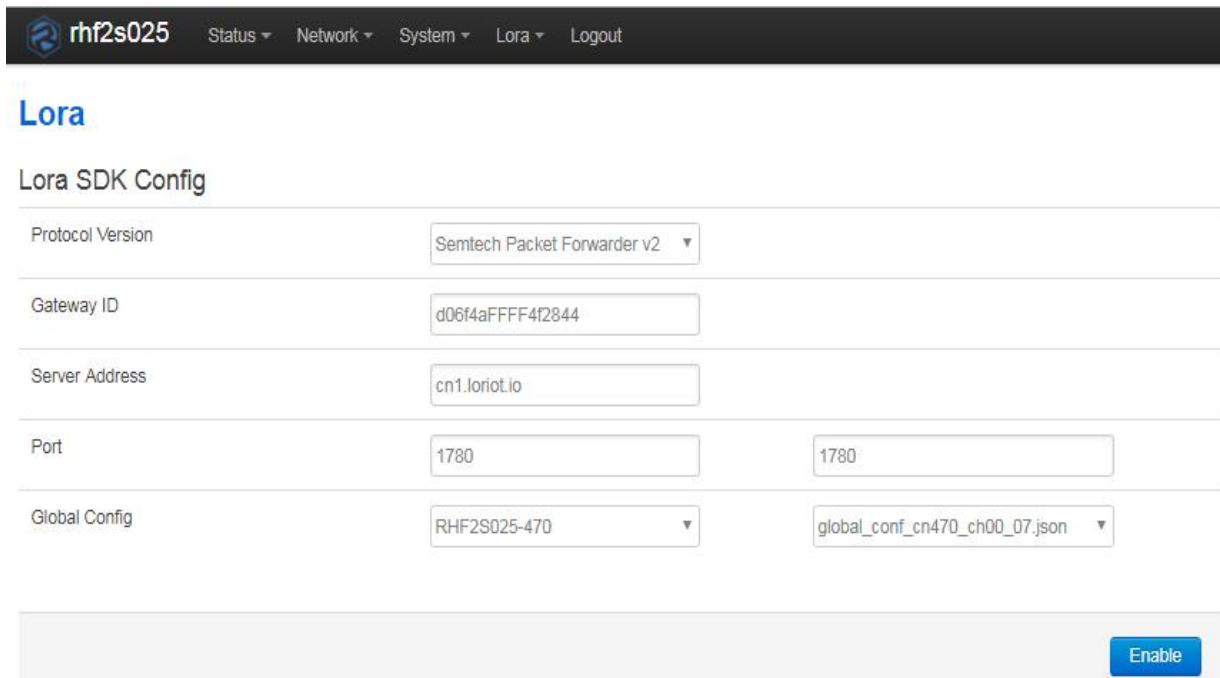 rhf2s025 Status Network System Lora Logout
Lora
Lora SDK Config
Protocol Version Semtech Packet Forwarder v2
Gateway ID d06f4aFFFF4f2844
Server Address cn1.loriot.io
Port 1780 1780
Global Config RHF2S025-470 global_conf_cn470_ch00_07.json
Enable